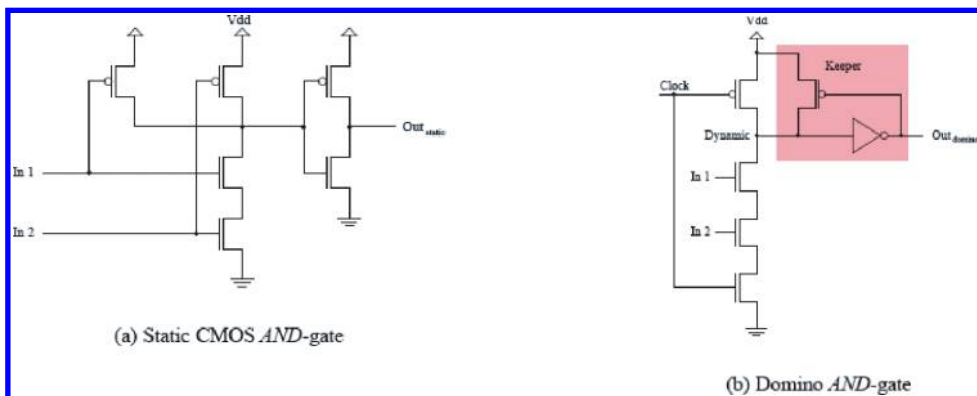 Vdd
In 1
In 2
Out static
(a) Static CMOS AND-gate
Vdd
Keeper
Clock
Dynamic
Out domino
In 1
In 2
(b) Domino AND-gate